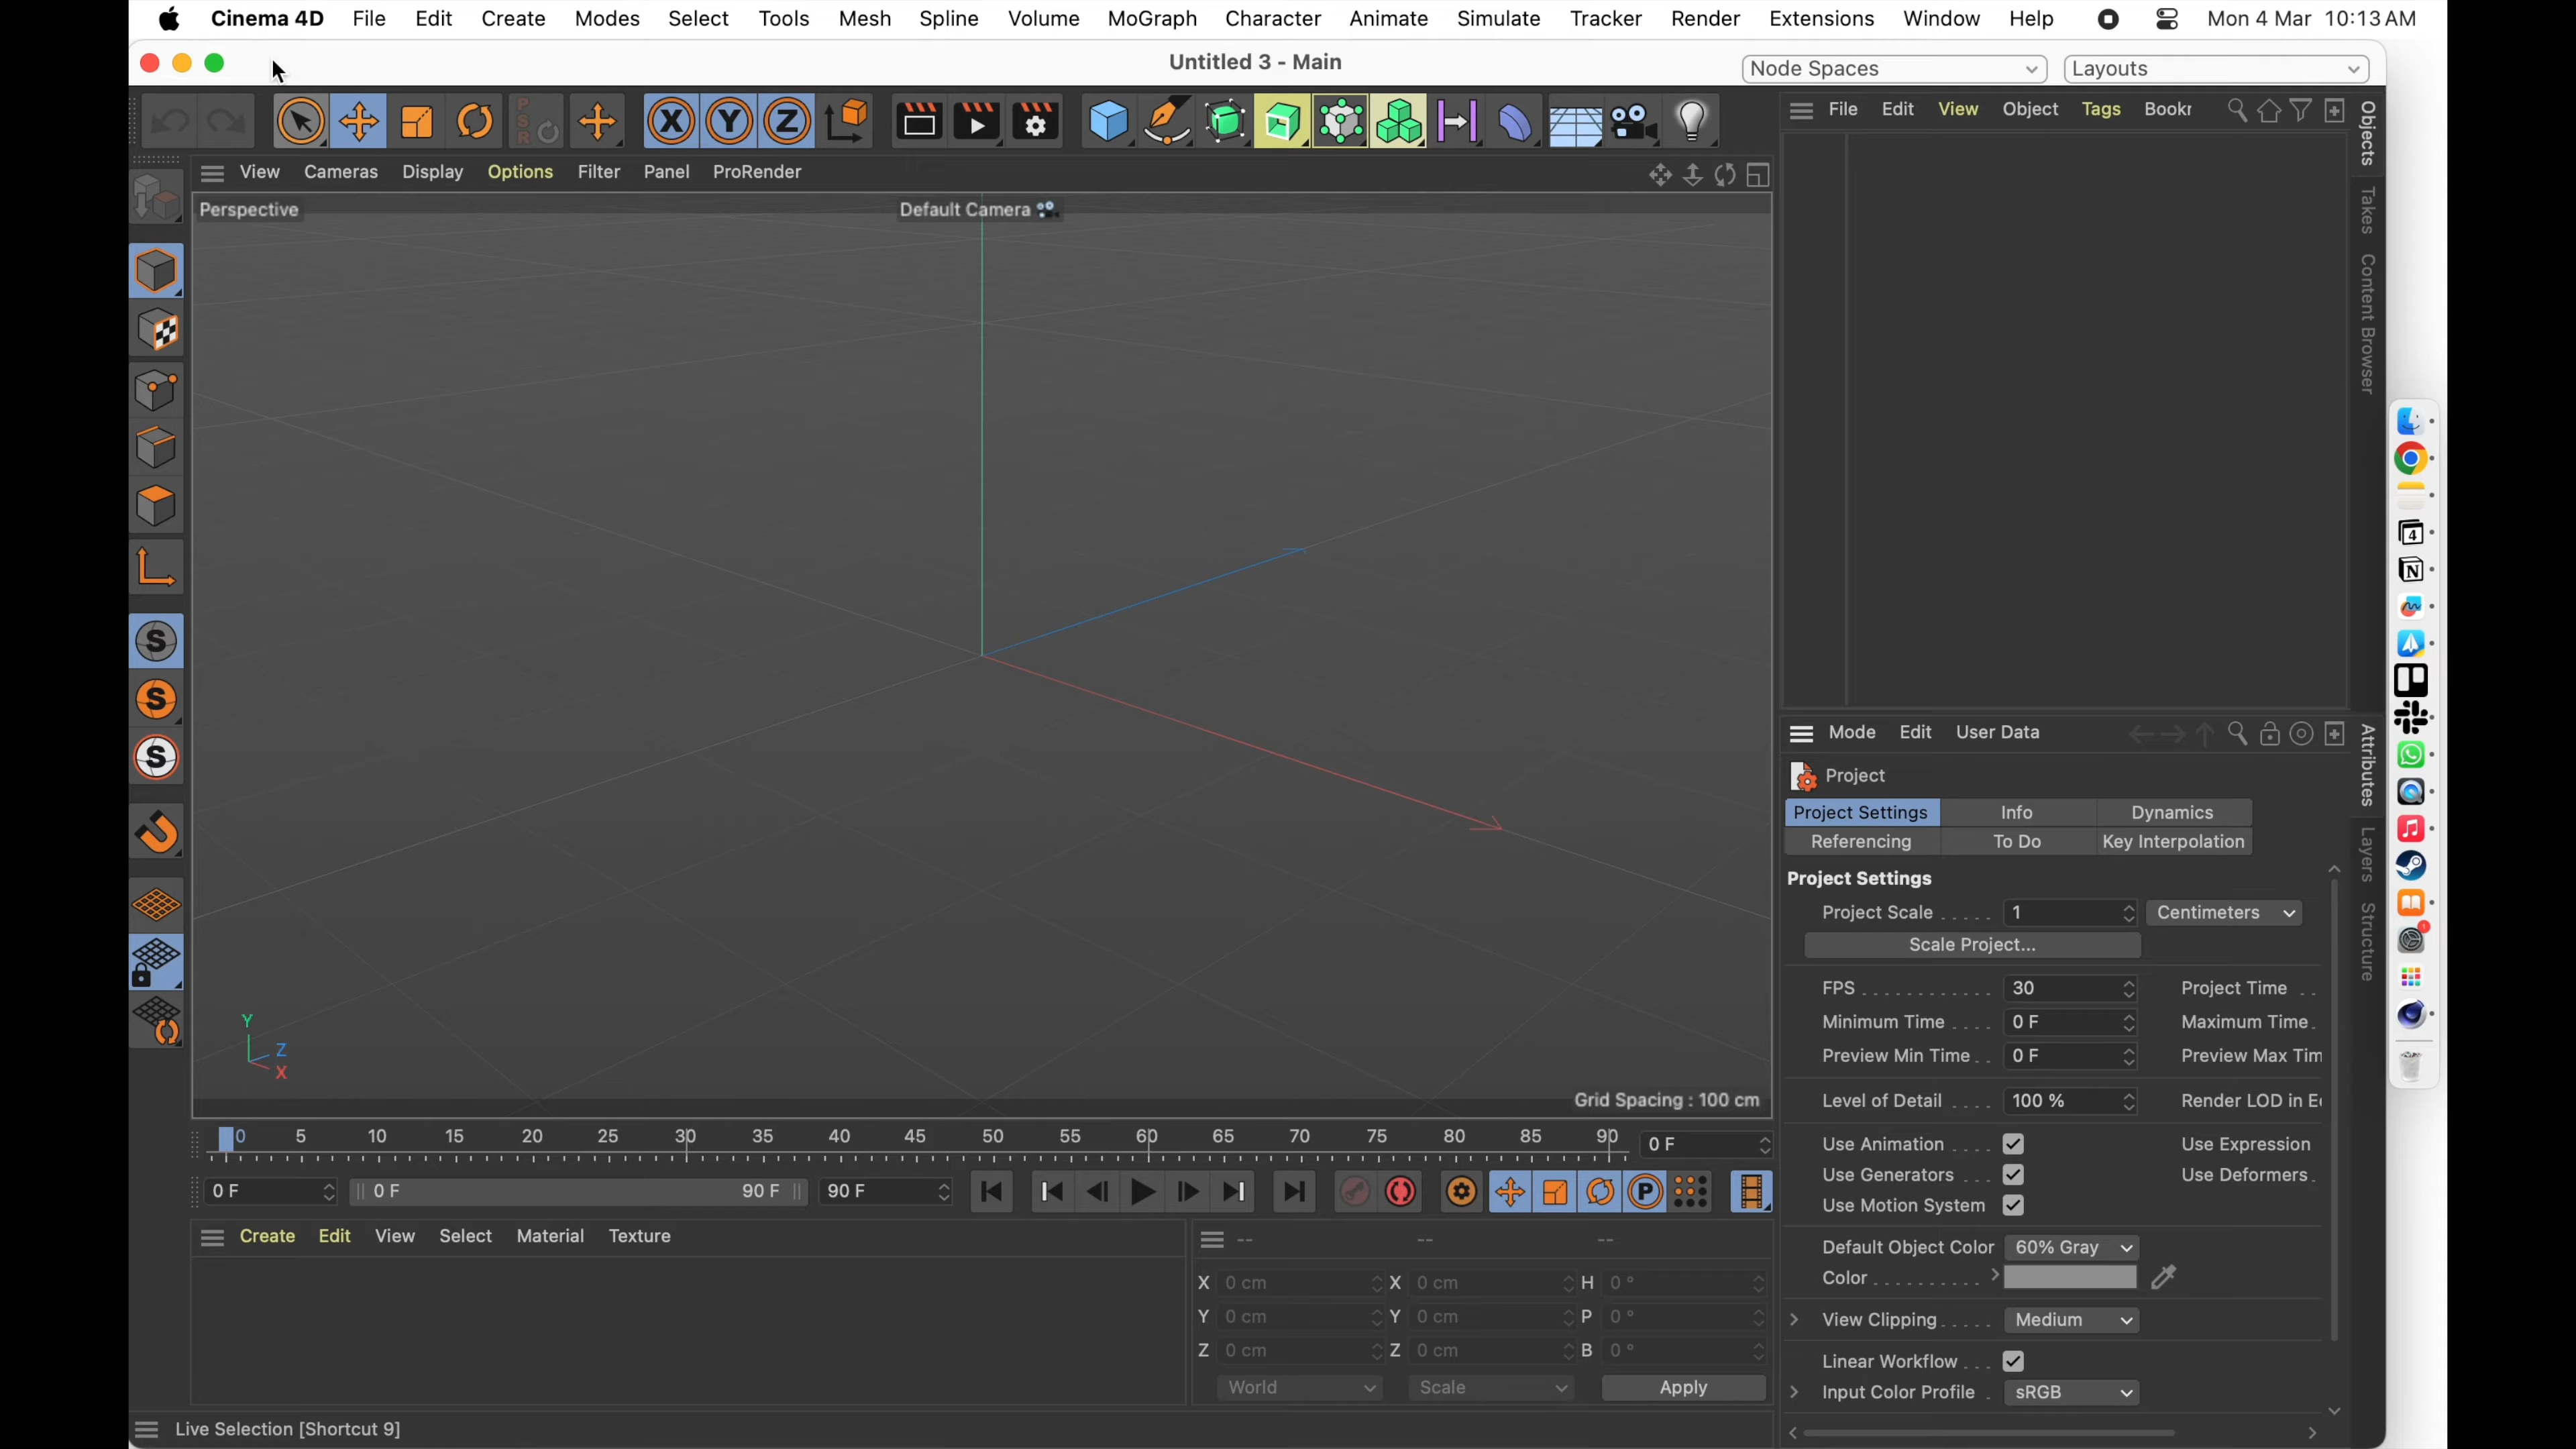 Cinema 4D File Edit Create Modes Select Tools Mesh Spline Volume MoGraph Character Animate Simulate Tracker Render Extensions Window Help Mon 4 Mar 10:13 AM
Untitled 3 - Main
Node Spaces Layouts
P S R
X Y Z
File Edit View Object Tags Bookr
Objects
Takes
Content Browser
View Cameras Display Options Filter Panel ProRender
Perspective
Default Camera
Y
Z
X
Grid Spacing : 100 cm
S
S
S
4
N
1
Mode Edit User Data
Attributes
Layers
Structure
Project
Project Settings Info Dynamics
Referencing To Do Key Interpolation
Project Settings
Project Scale ..... 1 Centimeters
Scale Project...
FPS ............ 30 Project Time ..
Minimum Time .... 0 F Maximum Time .
Preview Min Time .. 0 F Preview Max Tim
Level of Detail .... 100 % Render LOD in E
Use Animation .... Use Expression
Use Generators ... Use Deformers .
Use Motion System
Default Object Color 60% Gray
Color ..........
View Clipping ..... Medium
Linear Workflow ...
Input Color Profile . sRGB
0 5 10 15 20 25 30 35 40 45 50 55 60 65 70 75 80 85 90 0 F
0 F 0 F 90 F 90 F P
Create Edit View Select Material Texture
-- -- --
X 0 cm X 0 cm H 0 °
Y 0 cm Y 0 cm P 0 °
Z 0 cm Z 0 cm B 0 °
World Scale Apply
Live Selection [Shortcut 9]